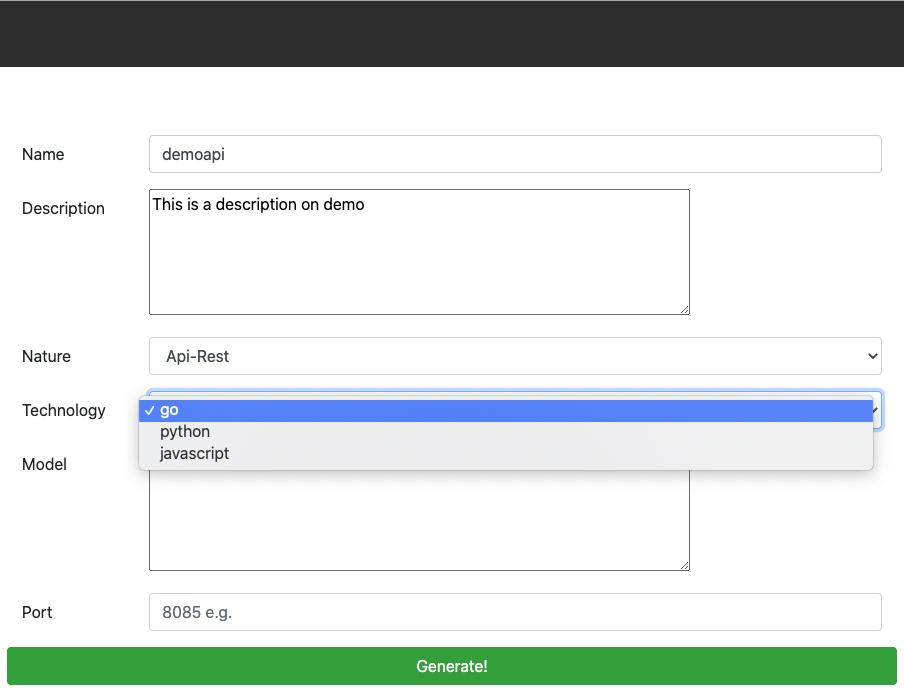 Name
demoapi
Description
This is a description on demo
Nature
Api-Rest
Technology
✓ go
python
javascript
Model
Port
8085 e.g.
Generate!